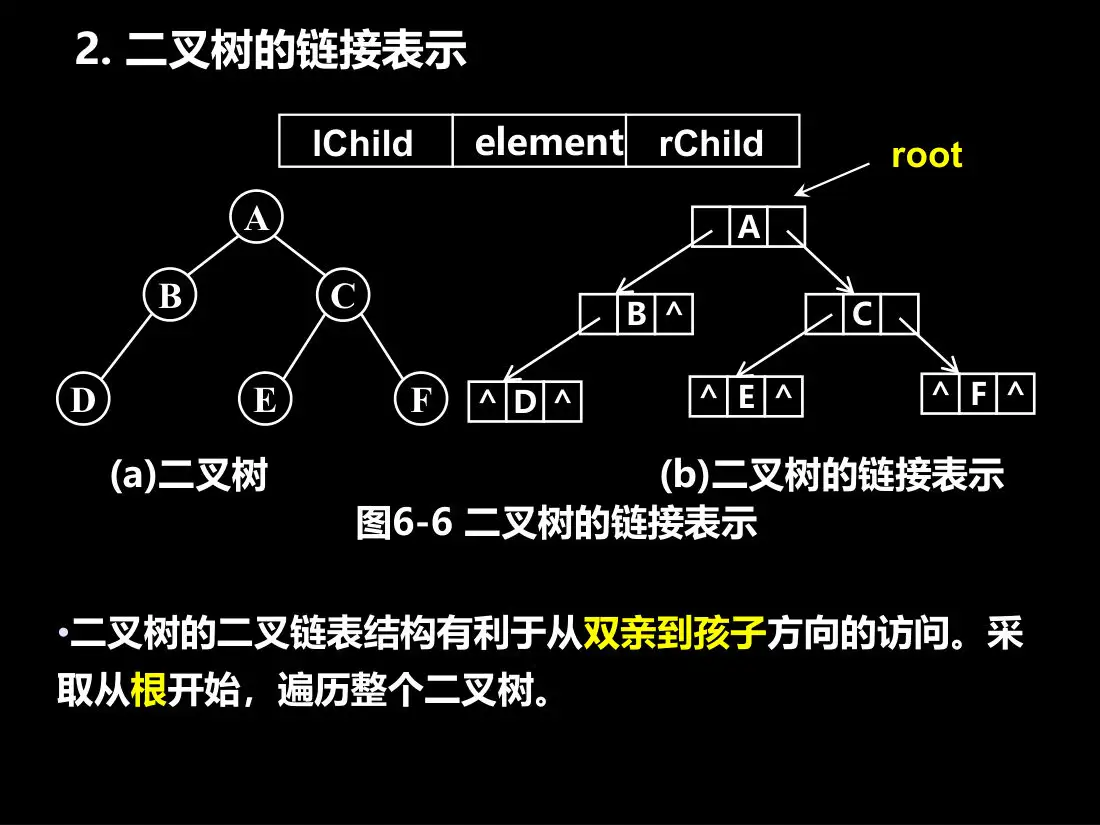 2. 二叉树的链接表示
lChild element rChild
root
A
A
B
C
B ^
C
D
E
F
^ D ^
^ E ^
^ F ^
(a)二叉树
(b)二叉树的链接表示
图6-6 二叉树的链接表示
•二叉树的二叉链表结构有利于从双亲到孩子方向的访问。采
取从根开始，遍历整个二叉树。